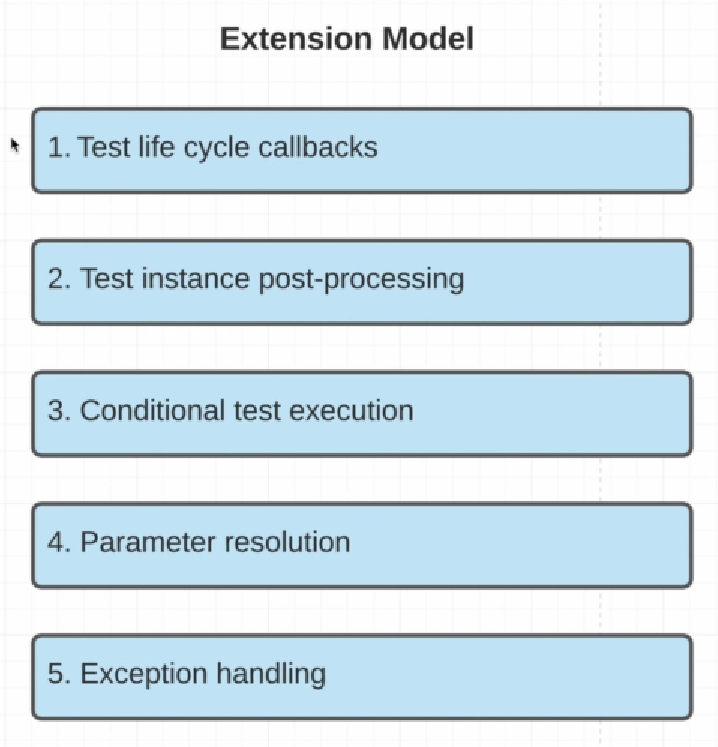 Extension Model
1. Test life cycle callbacks
2. Test instance post-processing
3. Conditional test execution
4. Parameter resolution
5. Exception handling